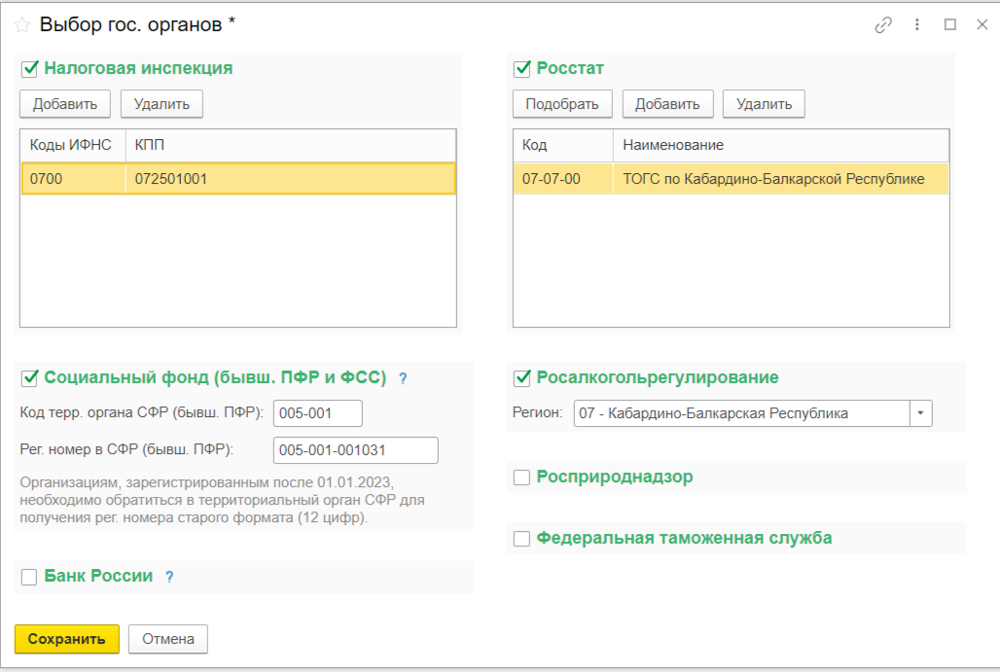 Выбор гос. органов *
Налоговая инспекция
Добавить Удалить
Коды ИФНС КПП
0700 072501001
Росстат
Подобрать Добавить Удалить
Код Наименование
07-07-00 ТОГС по Кабардино-Балкарской Республике
Социальный фонд (бывш. ПФР и ФСС) ?
Код терр. органа СФР (бывш. ПФР): 005-001
Рег. номер в СФР (бывш. ПФР): 005-001-001031
Организациям, зарегистрированным после 01.01.2023,
необходимо обратиться в территориальный орган СФР для
получения рег. номера старого формата (12 цифр).
Росалкогольрегулирование
Регион: 07 - Кабардино-Балкарская Республика
Росприроднадзор
Федеральная таможенная служба
Банк России ?
Сохранить Отмена